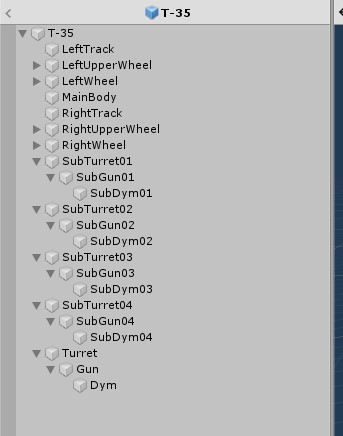 T-35
T-35
LeftTrack
LeftUpperWheel
LeftWheel
MainBody
RightTrack
RightUpperWheel
RightWheel
SubTurret01
SubGun01
SubDym01
SubTurret02
SubGun02
SubDym02
SubTurret03
SubGun03
SubDym03
SubTurret04
SubGun04
SubDym04
Turret
Gun
Dym